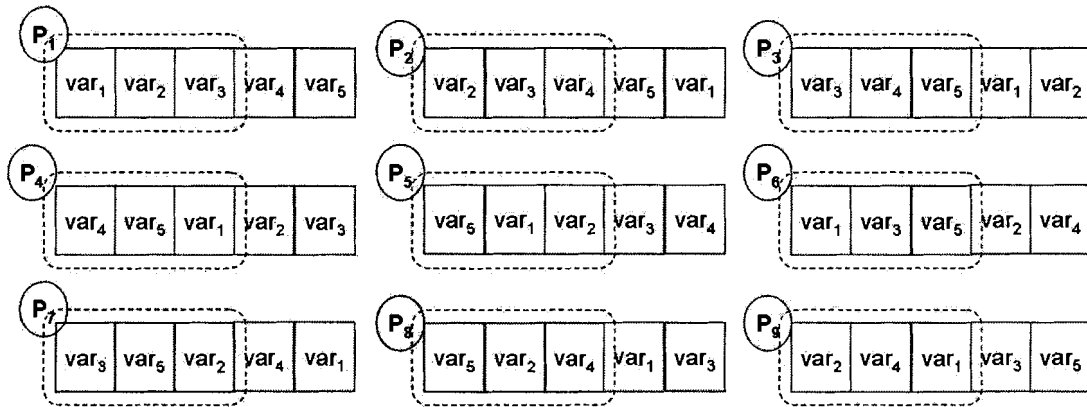 P₁ P₂ P₃
var₁ var₂ var₃ var₄ var₅ var₂ var₃ var₄ var₅ var₁ var₃ var₄ var₅ var₁ var₂
P₄ P₅ P₆
var₄ var₅ var₁ var₂ var₃ var₅ var₁ var₂ var₃ var₄ var₁ var₃ var₅ var₂ var₄
P₇ P₈ P₉
var₃ var₅ var₂ var₄ var₁ var₅ var₂ var₄ var₁ var₃ var₂ var₄ var₁ var₃ var₅